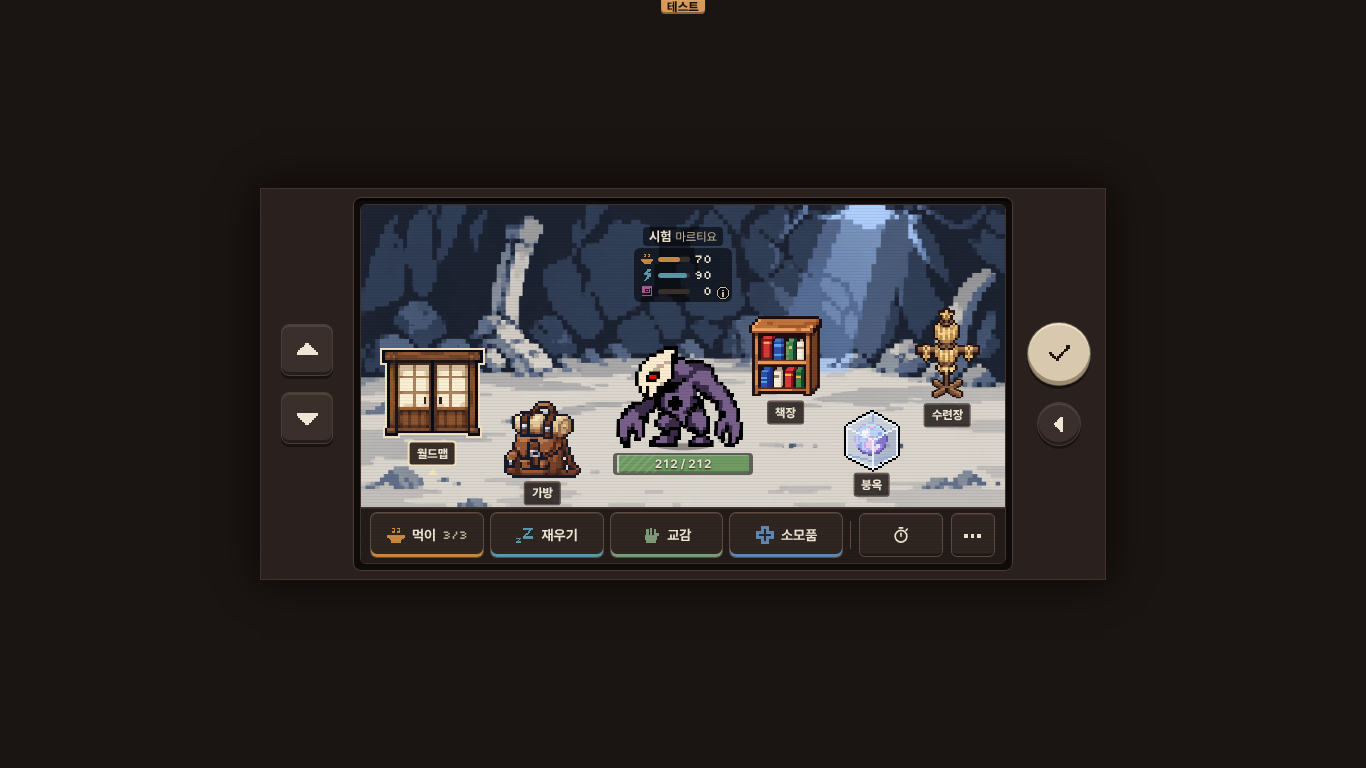 테스트
시험 마르티요
70
90
0
책장
수련장
월드맵
212 / 212
가방
봉옥
먹이 3/3
zZ 재우기
교감
소모품